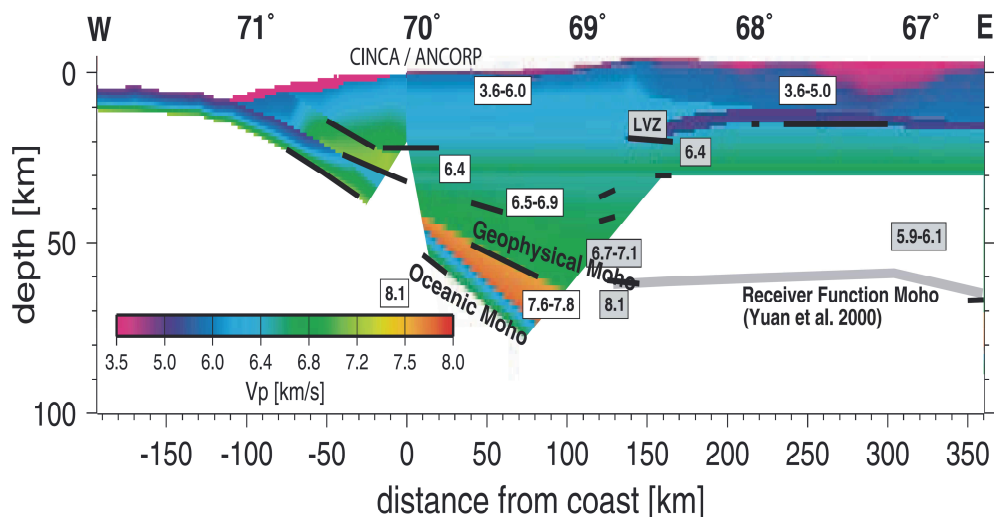 W 71° 70° 69° 68° 67° E
CINCA / ANCORP
0
3.6-6.0
3.6-5.0
LVZ
6.4
6.4
6.5-6.9
50
Geophysical Moho
6.7-7.1
5.9-6.1
Oceanic Moho
8.1
7.6-7.8
8.1
Receiver Function Moho
(Yuan et al. 2000)
3.5 5.0 6.0 6.4 6.8 7.2 7.5 8.0
Vp [km/s]
100
depth [km]
-150 -100 -50 0 50 100 150 200 250 300 350
distance from coast [km]